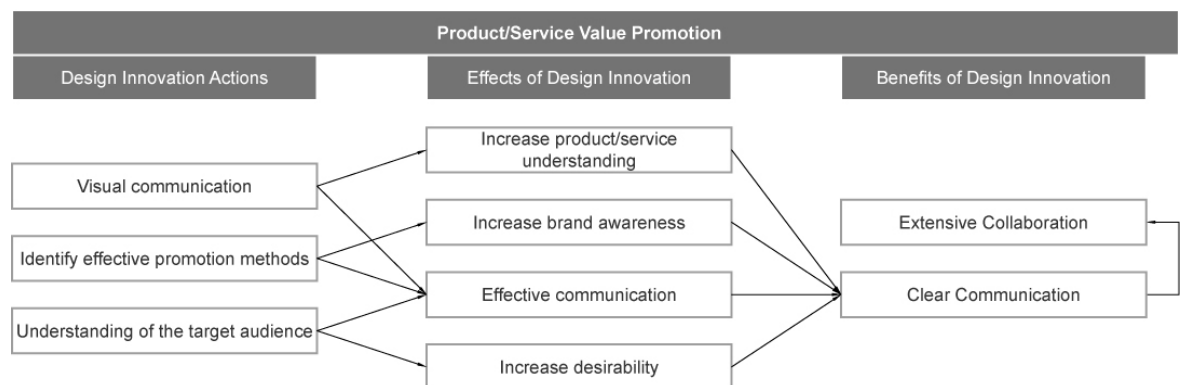 Product/Service Value Promotion
Design Innovation Actions
Effects of Design Innovation
Benefits of Design Innovation
Visual communication
Identify effective promotion methods
Understanding of the target audience
Increase product/service
understanding
Increase brand awareness
Effective communication
Increase desirability
Extensive Collaboration
Clear Communication